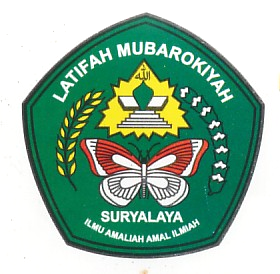 LATIFAH MUBAROKIYAH
الله
SURYALAYA
ILMU AMALIAH AMAL ILMIAH